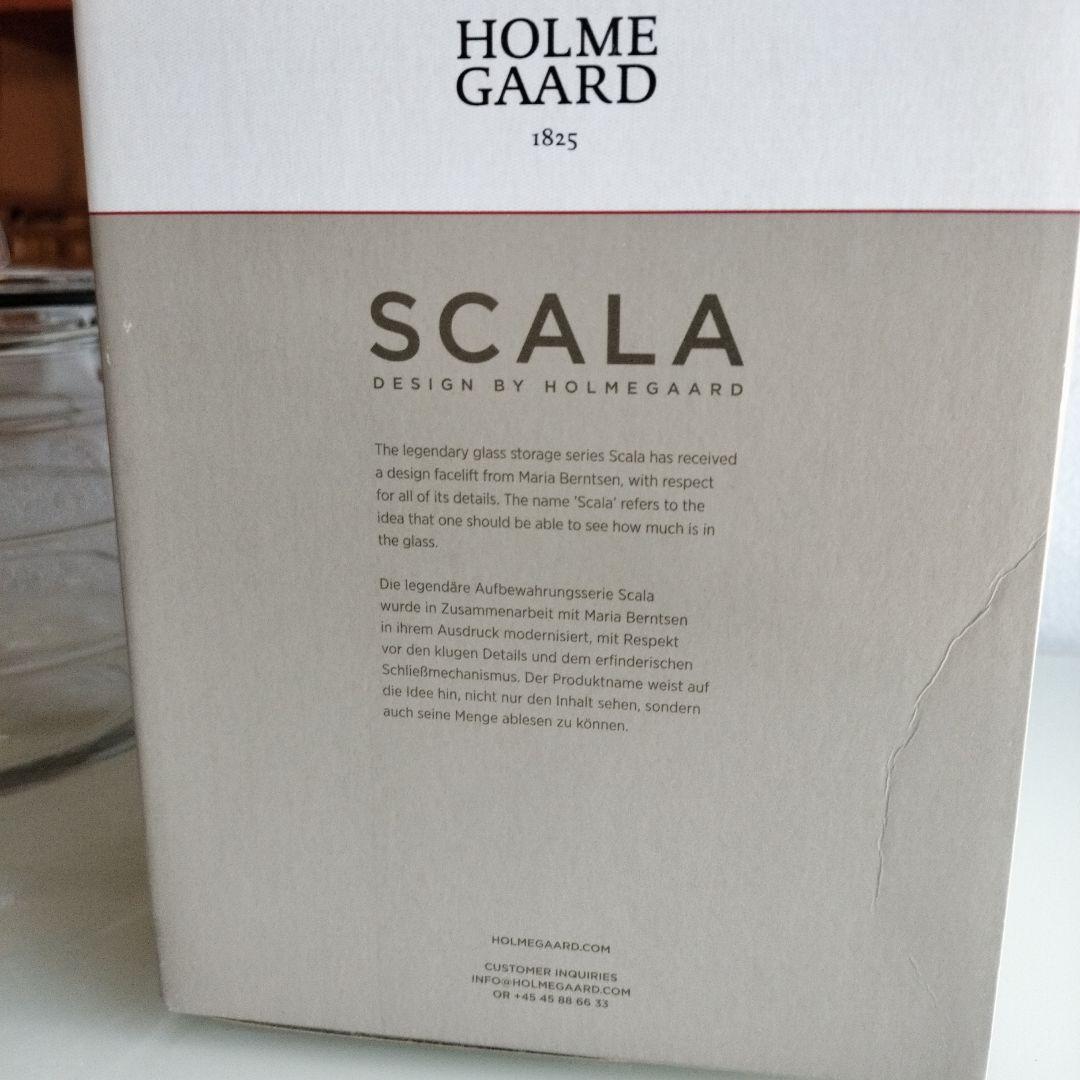 HOLME
GAARD
1825
SCALA
DESIGN BY HOLMEGAARD
The legendary glass storage series Scala has received
a design facelift from Maria Berntsen, with respect
for all of its details. The name 'Scala' refers to the
idea that one should be able to see how much is in
the glass.
Die legendäre Aufbewahrungsserie Scala
wurde in Zusammenarbeit mit Maria Berntsen
in ihrem Ausdruck modernisiert, mit Respekt
vor den klugen Details und dem erfinderischen
Schließmechanismus. Der Produktname weist auf
die Idee hin, nicht nur den Inhalt sehen, sondern
auch seine Menge ablesen zu können.
HOLMEGAARD.COM
CUSTOMER INQUIRIES
INFO@HOLMEGAARD.COM
OR +45 45 88 66 33